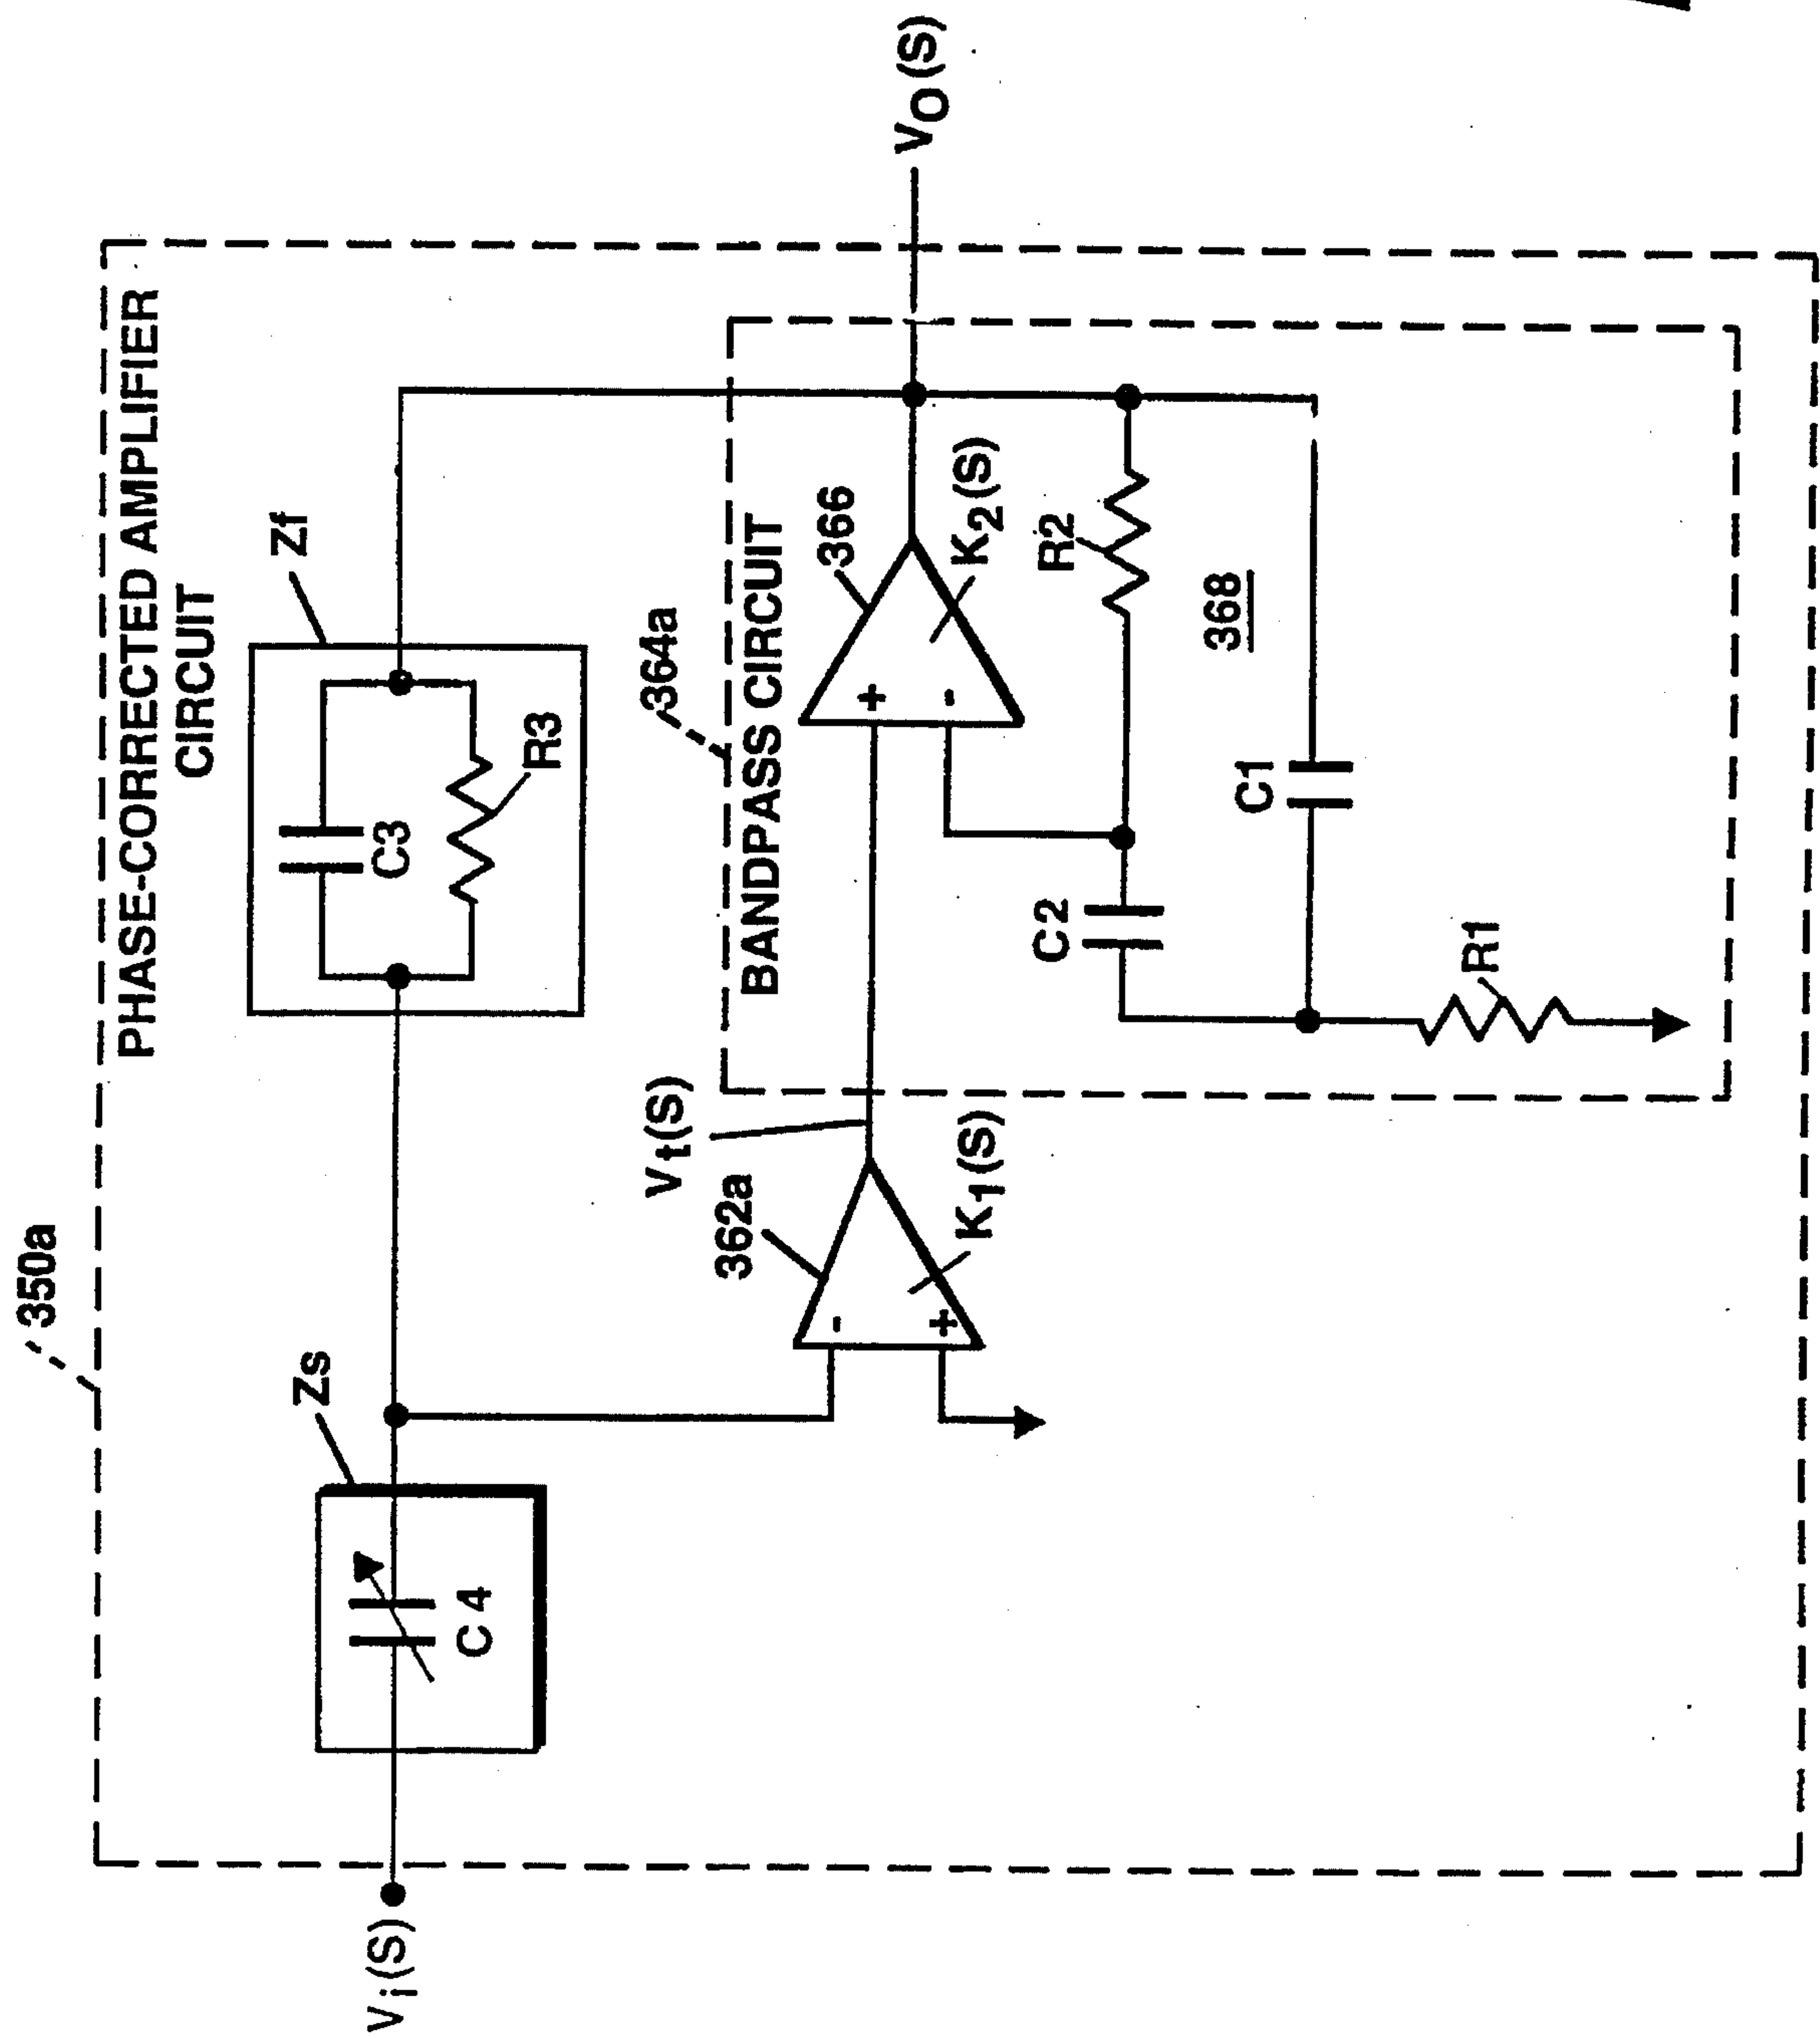 350a
PHASE-CORRECTED AMPLIFIER
CIRCUIT
Zf
C3
R3
Zs
C 4
Vi(S)
364a
BANDPASS CIRCUIT
Vt(S)
362a
-
+
K1(S)
366
+
-
K2(S)
VO(S)
C2
R2
368
C1
R1